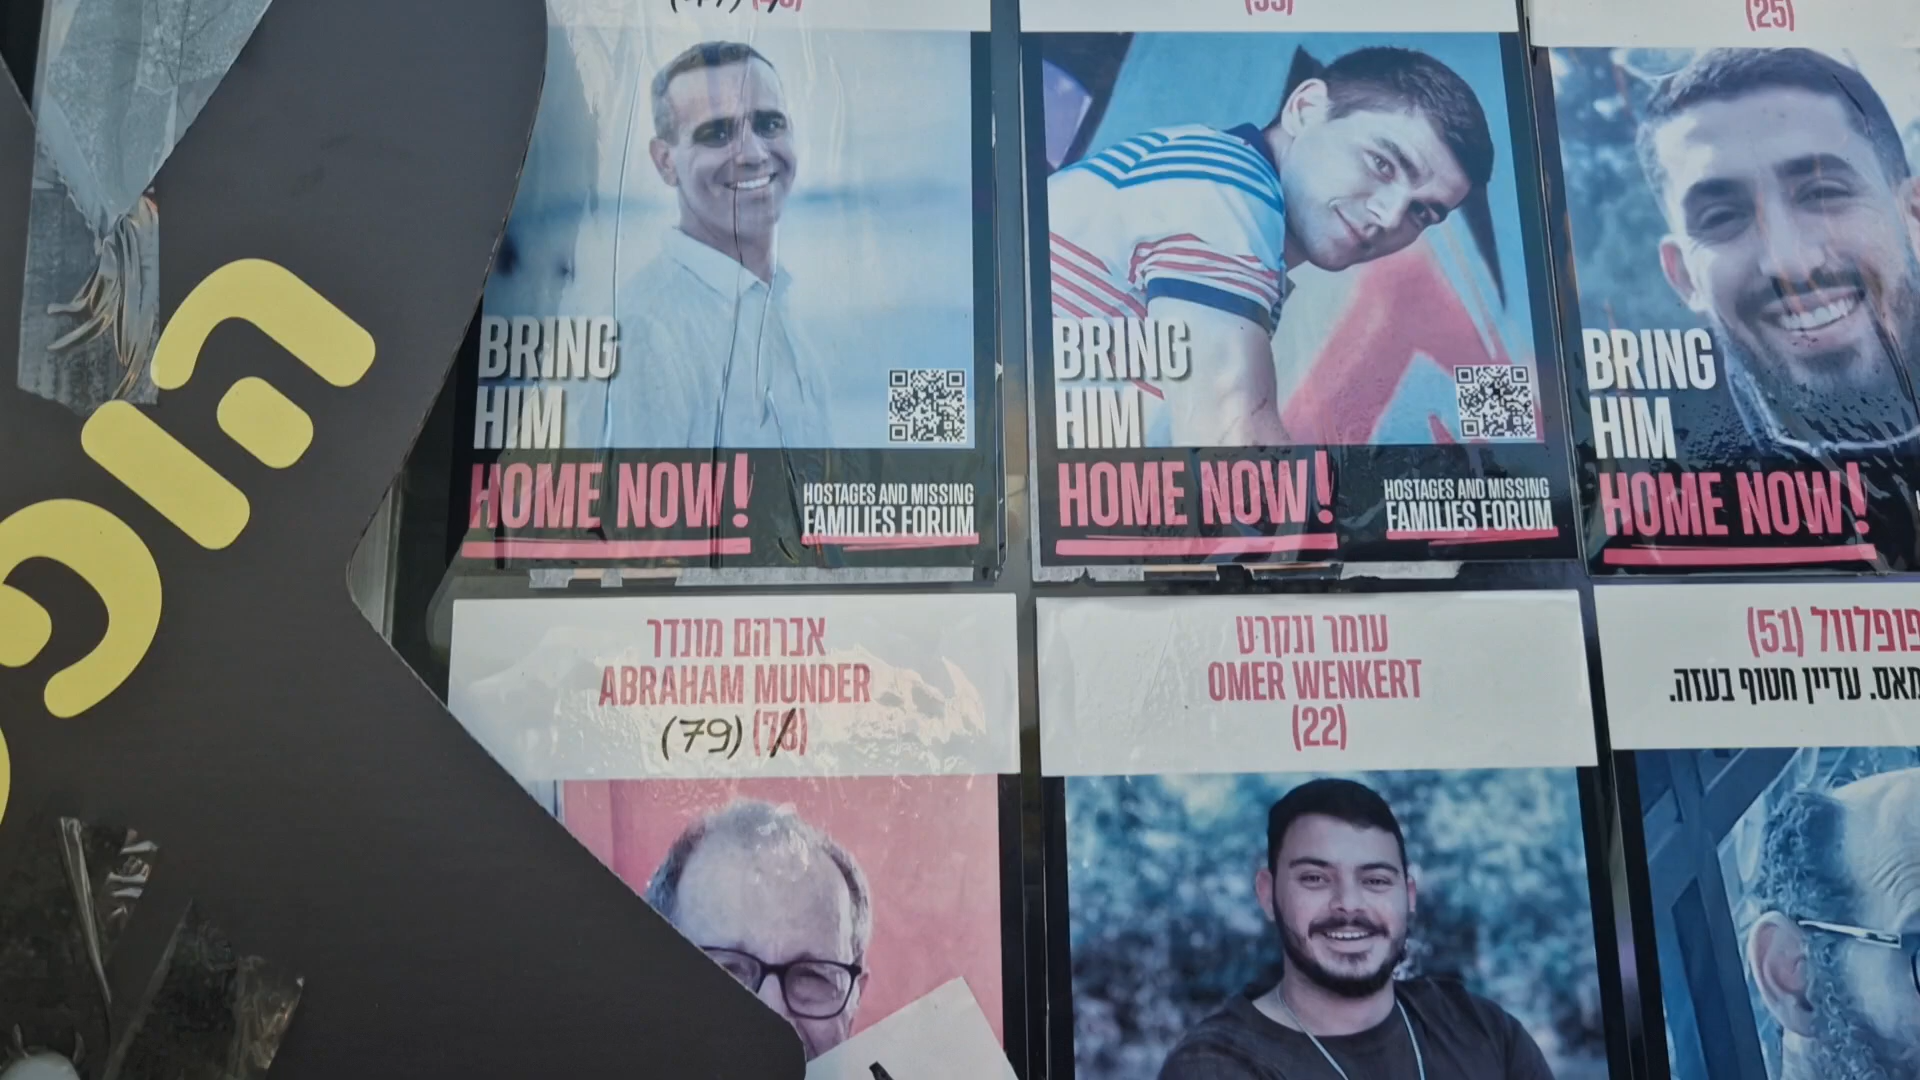 (33)
(25)
BRING
HIM
HOME NOW!
HOSTAGES AND MISSING
FAMILIES FORUM
BRING
HIM
HOME NOW!
HOSTAGES AND MISSING
FAMILIES FORUM
BRING
HIM
HOME NOW!
אברהם מונדר
ABRAHAM MUNDER
(79) (78)
עומר ונקרט
OMER WENKERT
(22)
פופלוול (51)
עדיין חטוף בעזה.